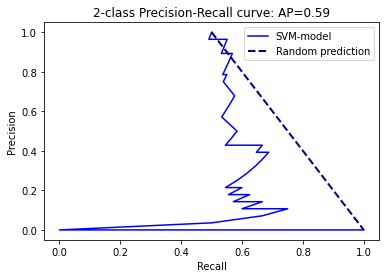 2-class Precision-Recall curve: AP=0.59
SVM-model
Random prediction
Precision
1.0
0.8
0.6
0.4
0.2
0.0
0.0 0.2 0.4 0.6 0.8 1.0
Recall